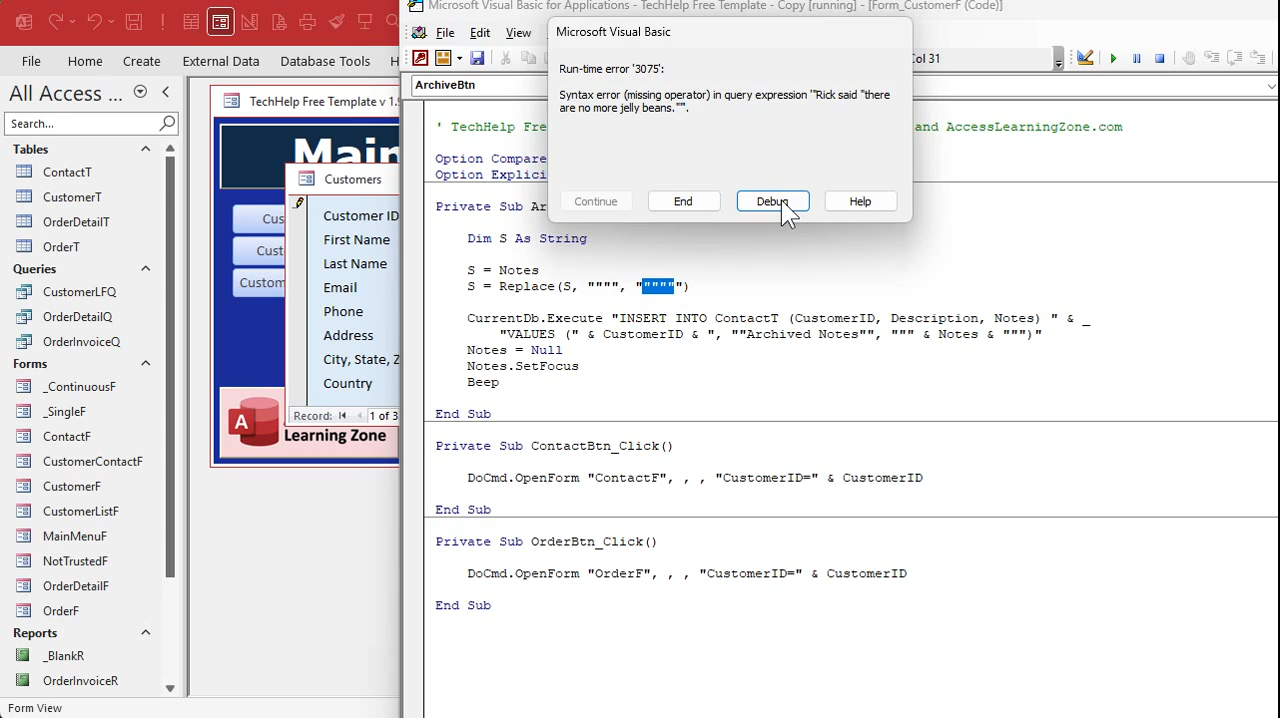 Microsoft Visual Basic for Applications - TechHelp Free Template - Copy [running] - [Form_CustomerF (Code)]
File Edit View
Col 31
File Home Create External Data Database Tools
All Access ...
Search...
Tables
ContactT
CustomerT
OrderDetailT
OrderT
Queries
CustomerLFQ
OrderDetailQ
OrderInvoiceQ
Forms
_ContinuousF
_SingleF
ContactF
CustomerContactF
CustomerF
CustomerListF
MainMenuF
NotTrustedF
OrderDetailF
OrderF
Reports
_BlankR
OrderInvoiceR
Form View
TechHelp Free Template v 1.
Main
Cus
Cust
Custom
A
Learning Zone
Customers
Customer ID
First Name
Last Name
Email
Phone
Address
City, State, Z
Country
Record: 1 of 3
Microsoft Visual Basic
Run-time error '3075':
Syntax error (missing operator) in query expression '"Rick said "there
are no more jelly beans.""'.
Continue End Debug Help
ArchiveBtn
' TechHelp Fre and AccessLearningZone.com
Option Compare
Option Explici
Private Sub Ar
Dim S As String
S = Notes
S = Replace(S, """", """""")
CurrentDb.Execute "INSERT INTO ContactT (CustomerID, Description, Notes) " & _
"VALUES (" & CustomerID & ", ""Archived Notes"", """ & Notes & """)"
Notes = Null
Notes.SetFocus
Beep
End Sub
Private Sub ContactBtn_Click()
DoCmd.OpenForm "ContactF", , , "CustomerID=" & CustomerID
End Sub
Private Sub OrderBtn_Click()
DoCmd.OpenForm "OrderF", , , "CustomerID=" & CustomerID
End Sub